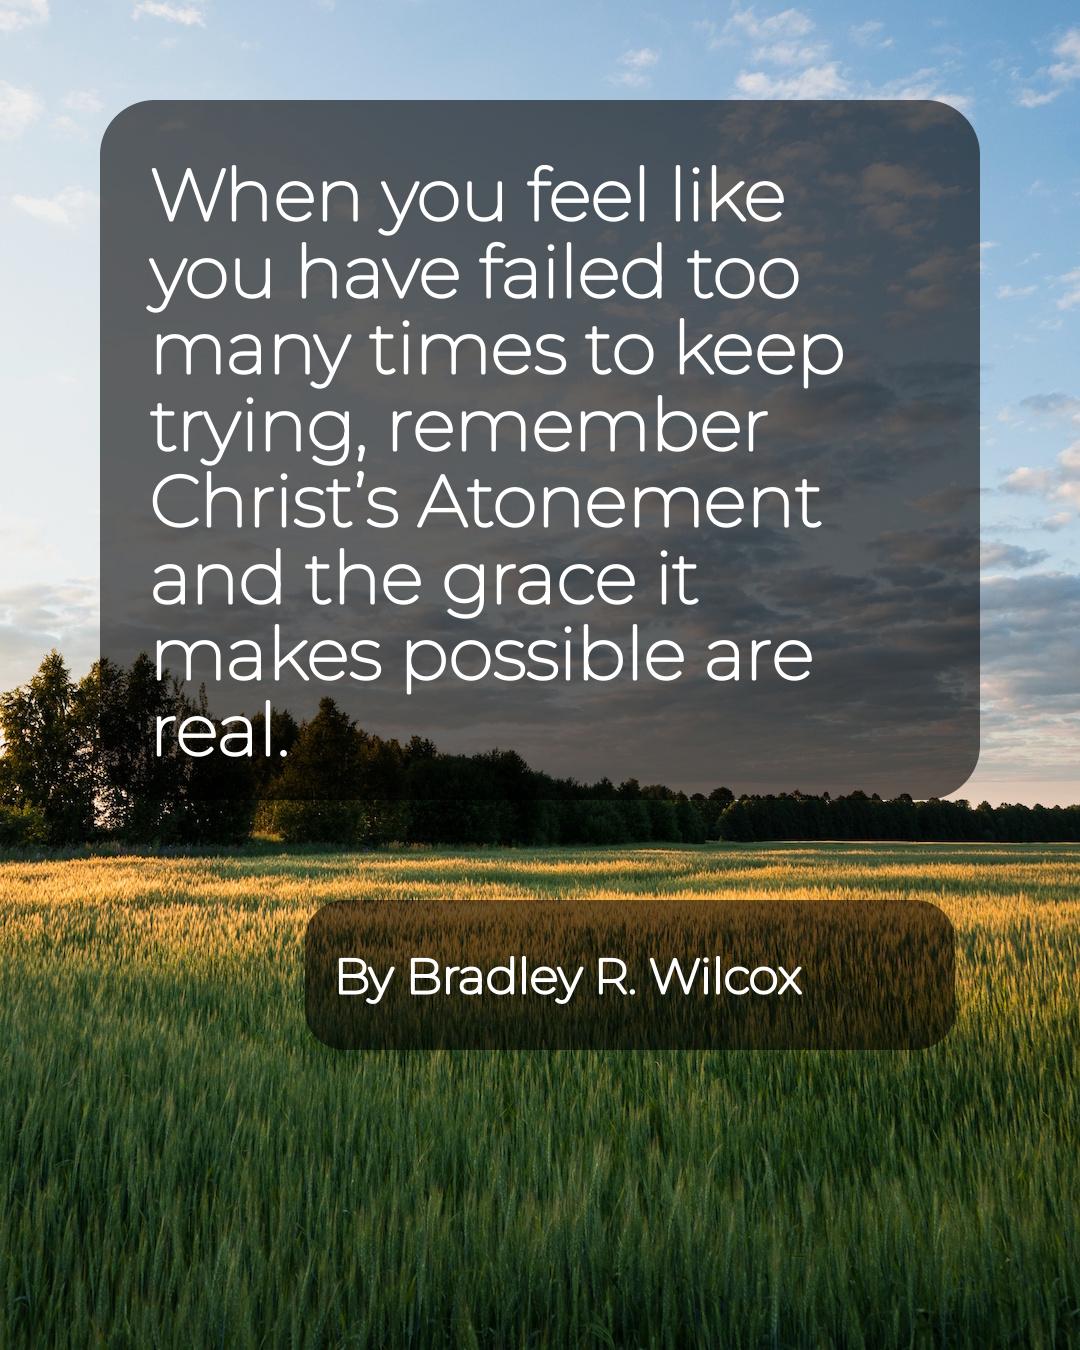 When you feel like
you have failed too
many times to keep
trying, remember
Christ’s Atonement
and the grace it
makes possible are
real.
By Bradley R. Wilcox